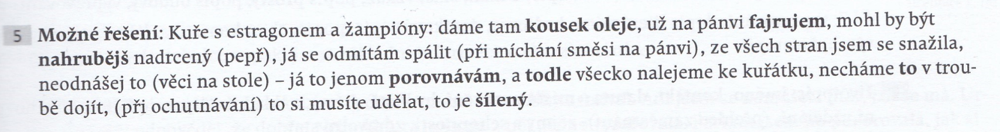 5 Možné řešení: Kuře s estragonem a žampióny: dáme tam kousek oleje, už na pánvi fajrujem, mohl by být
nahrubějš nadrcený (pepř), já se odmítám spálit (při míchání směsi na pánvi), ze všech stran jsem se snažila,
neodnášej to (věci na stole) – já to jenom porovnávám, a todle všecko nalejeme ke kuřátku, necháme to v trou-
bě dojít, (při ochutnávání) to si musíte udělat, to je šílený.